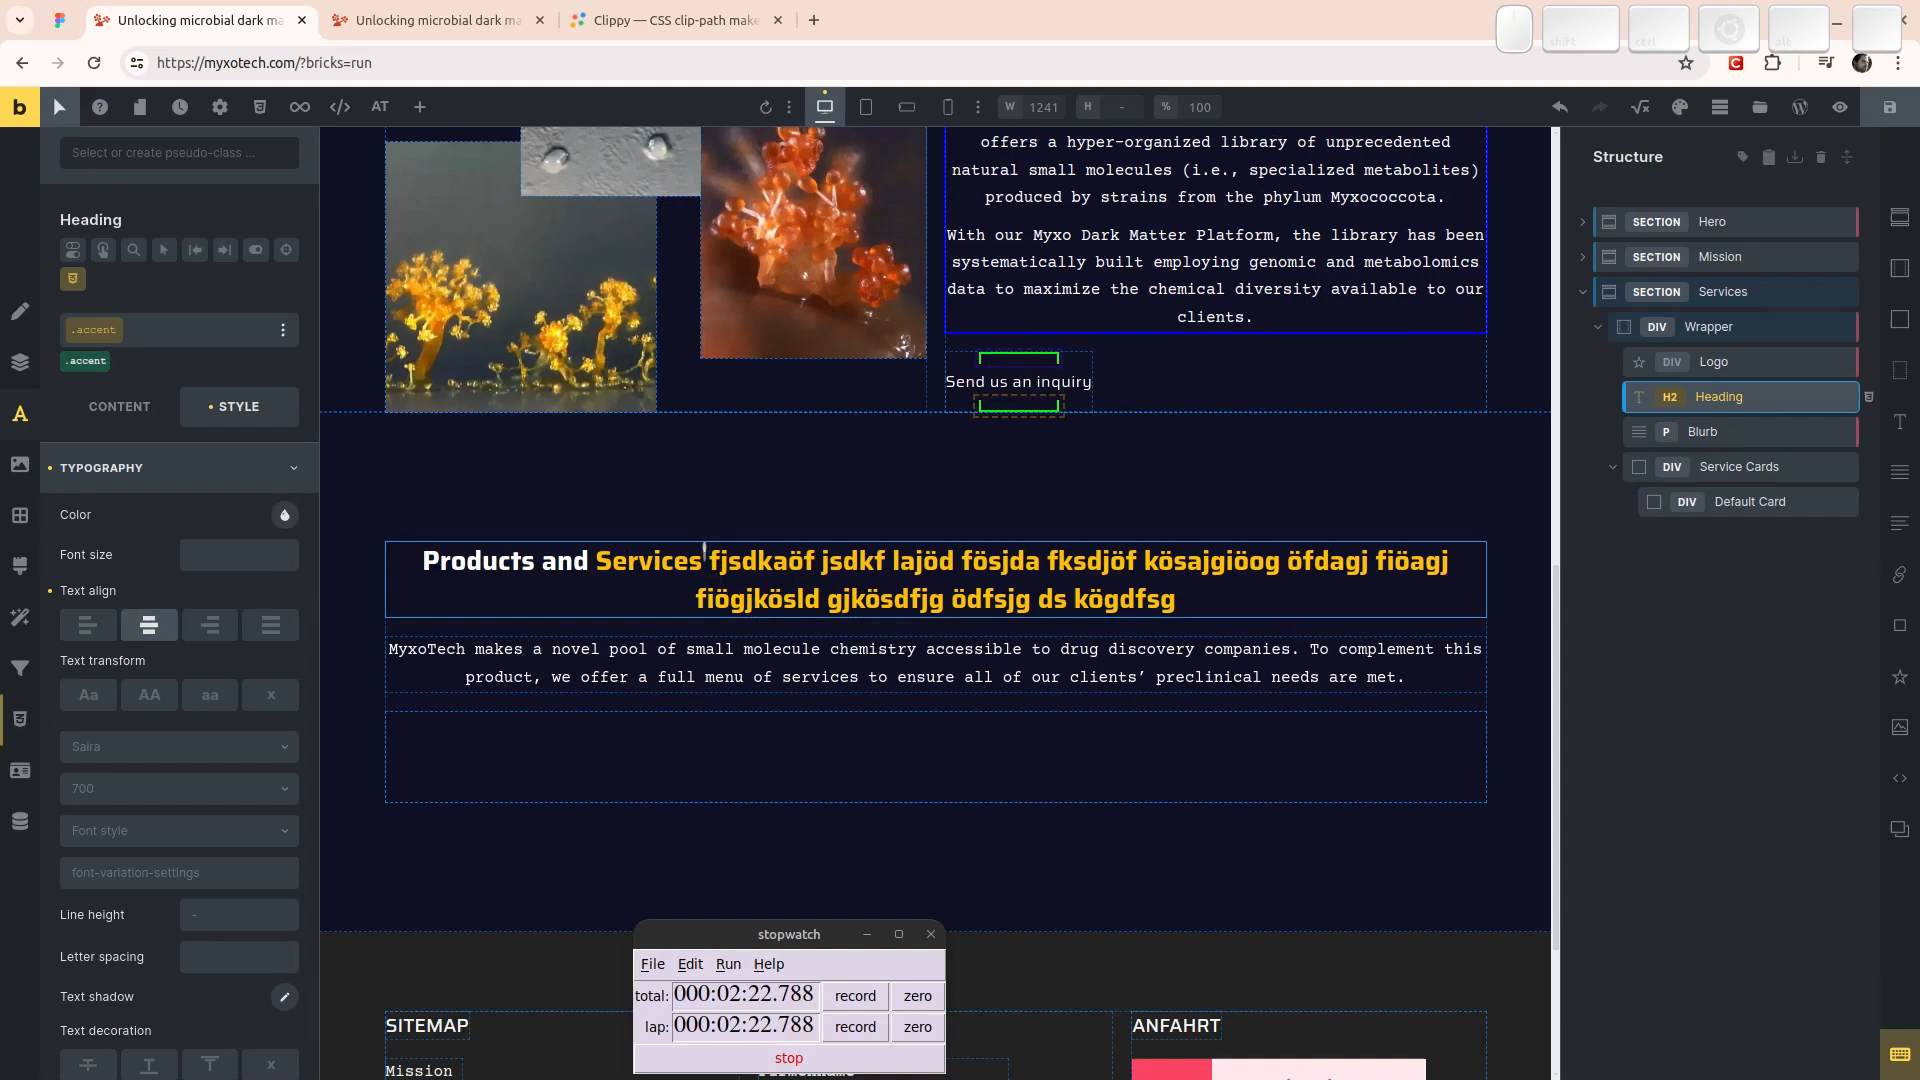 Unlocking microbial dark ma
Unlocking microbial dark ma
Clippy — CSS clip-path make
shift
ctrl
alt
https://myxotech.com/?bricks=run
b
AT
W 1241
H -
% 100
Select or create pseudo-class ...
Heading
.accent
.accent
CONTENT
STYLE
TYPOGRAPHY
Color
Font size
Text align
Text transform
Aa
AA
aa
x
Saira
700
Font style
font-variation-settings
Line height
-
Letter spacing
Text shadow
Text decoration
x
offers a hyper-organized library of unprecedented
natural small molecules (i.e., specialized metabolites)
produced by strains from the phylum Myxococcota.
With our Myxo Dark Matter Platform, the library has been
systematically built employing genomic and metabolomics
data to maximize the chemical diversity available to our
clients.
Send us an inquiry
Products and Services fjsdkaöf jsdkf lajöd fösjda fksdjöf kösajgiöog öfdagj fiöagj
fiögjkösld gjkösdfjg ödfsjg ds kögdfsg
MyxoTech makes a novel pool of small molecule chemistry accessible to drug discovery companies. To complement this
product, we offer a full menu of services to ensure all of our clients’ preclinical needs are met.
stopwatch
File Edit Run Help
total: 000:02:22.788 record zero
lap: 000:02:22.788 record zero
stop
SITEMAP
Mission
ANFAHRT
Structure
SECTION Hero
SECTION Mission
SECTION Services
DIV Wrapper
DIV Logo
H2 Heading
P Blurb
DIV Service Cards
DIV Default Card